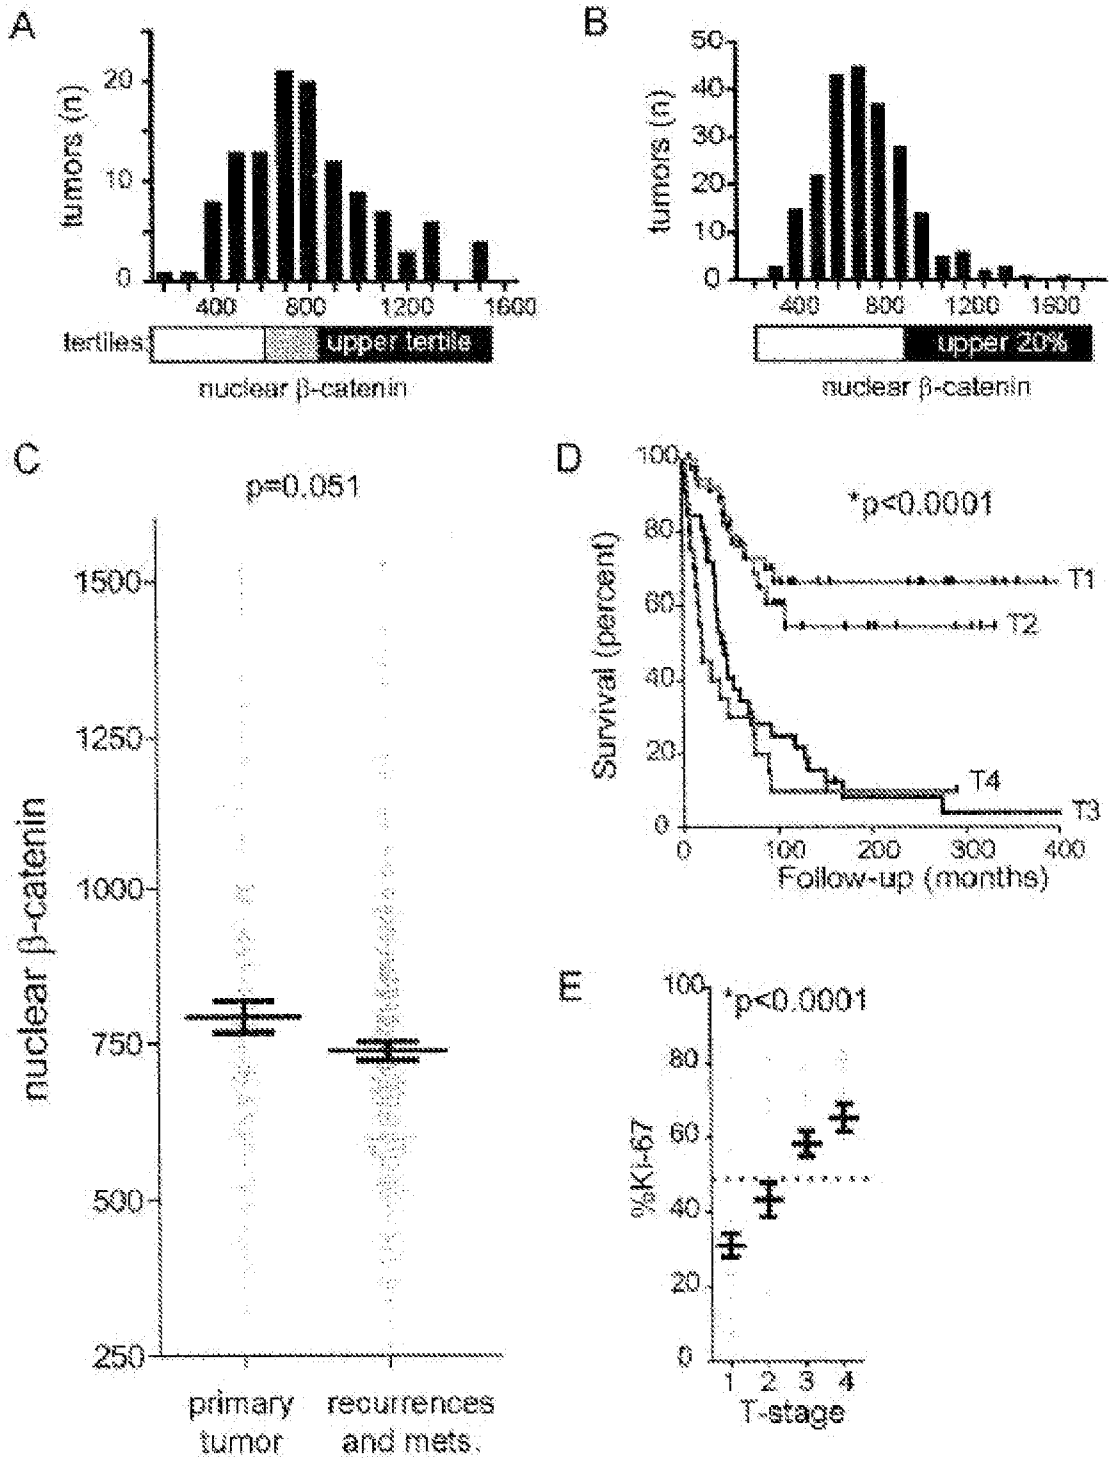 A
tumors (n)
20
10
0
400 800 1200 1600
tertiles
upper tertile
nuclear β-catenin
B
tumors (n)
50
40
30
20
10
0
400 800 1200 1600
upper 20%
nuclear β-catenin
C
p=0.051
nuclear β-catenin
1500
1250
1000
750
500
250
primary
tumor
recurrences
and mets.
D
*p<0.0001
Survival (percent)
100
80
60
40
20
0
T1
T2
T4
T3
0 100 200 300 400
Follow-up (months)
E
*p<0.0001
%Ki-67
100
80
60
40
20
0
1 2 3 4
T-stage